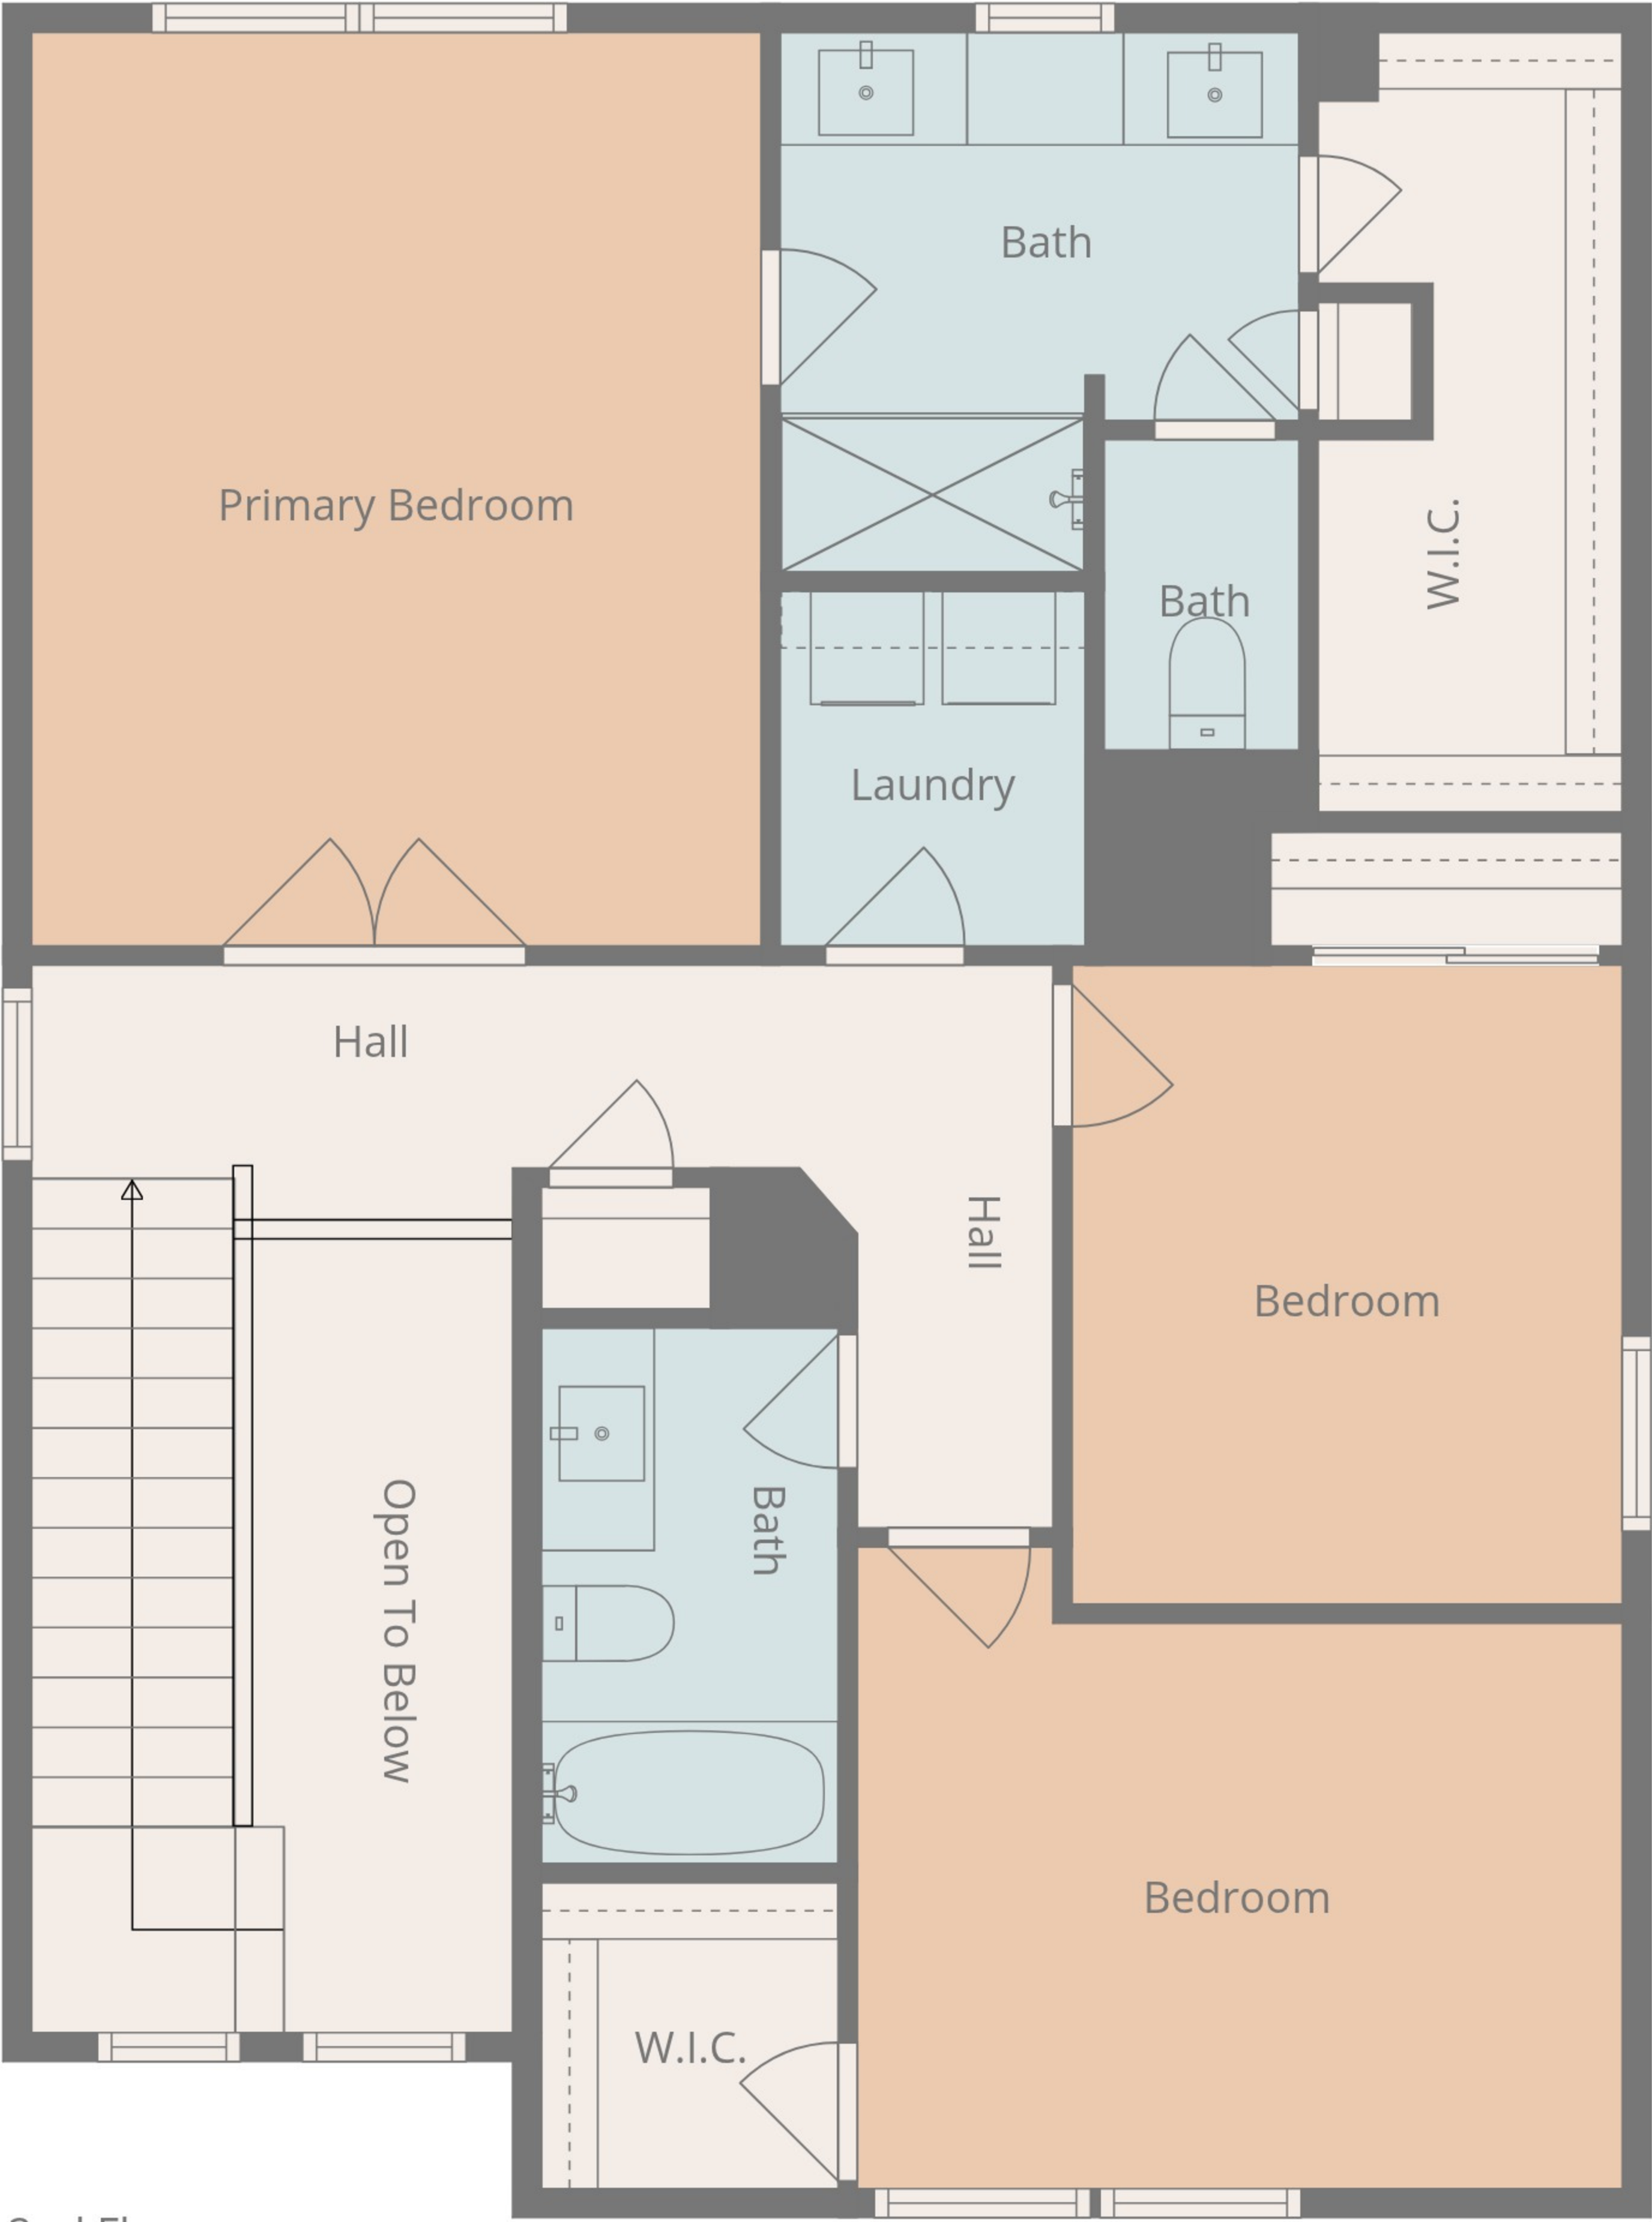 Bath
Primary Bedroom
W.I.C.
Bath
Laundry
Hall
Hall
Bedroom
Bath
Open To Below
Bedroom
W.I.C.